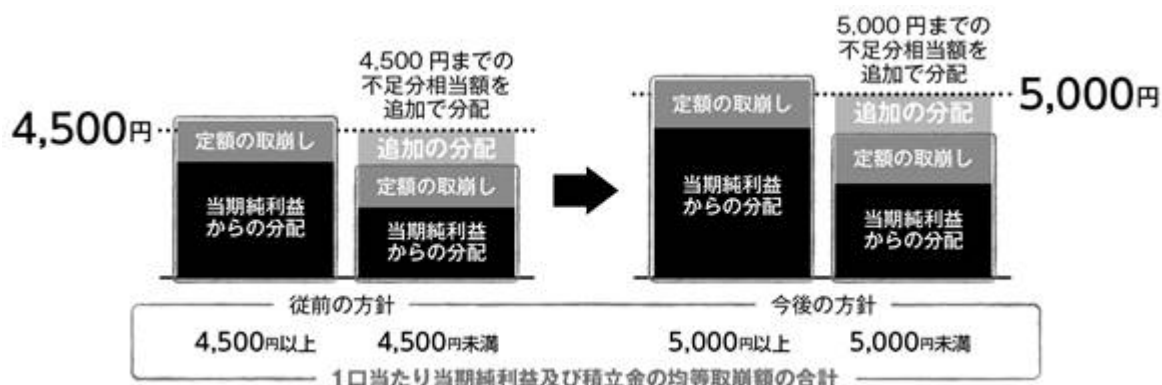 4,500円
4,500円までの
不足分相当額を
追加で分配
定額の取崩し
当期純利益
からの分配
追加の分配
定額の取崩し
当期純利益
からの分配
5,000円までの
不足分相当額を
追加で分配
5,000円
定額の取崩し
当期純利益
からの分配
追加の分配
定額の取崩し
当期純利益
からの分配
従前の方針
今後の方針
4,500円以上
4,500円未満
5,000円以上
5,000円未満
1口当たり当期純利益及び積立金の均等取崩額の合計